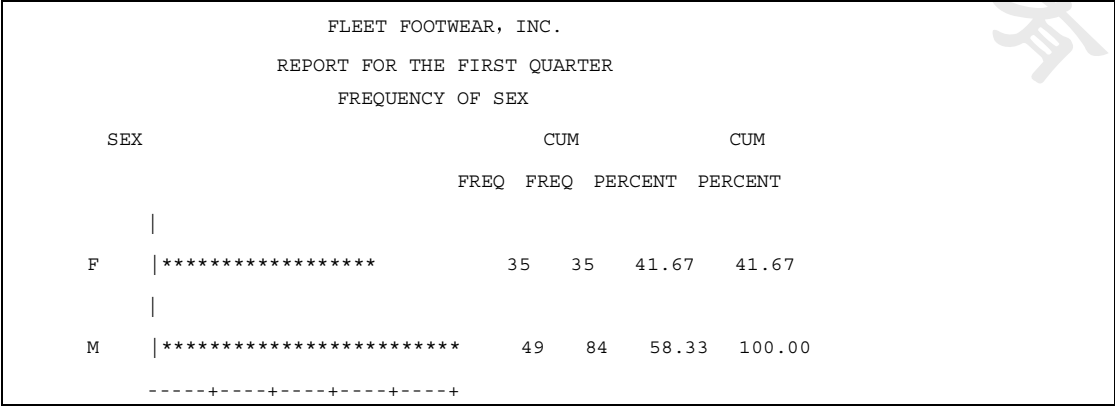 FLEET FOOTWEAR, INC.
REPORT FOR THE FIRST QUARTER
FREQUENCY OF SEX
SEX CUM CUM
FREQ FREQ PERCENT PERCENT
|
F |****************** 35 35 41.67 41.67
|
M |************************* 49 84 58.33 100.00
-----+----+----+----+----+
有